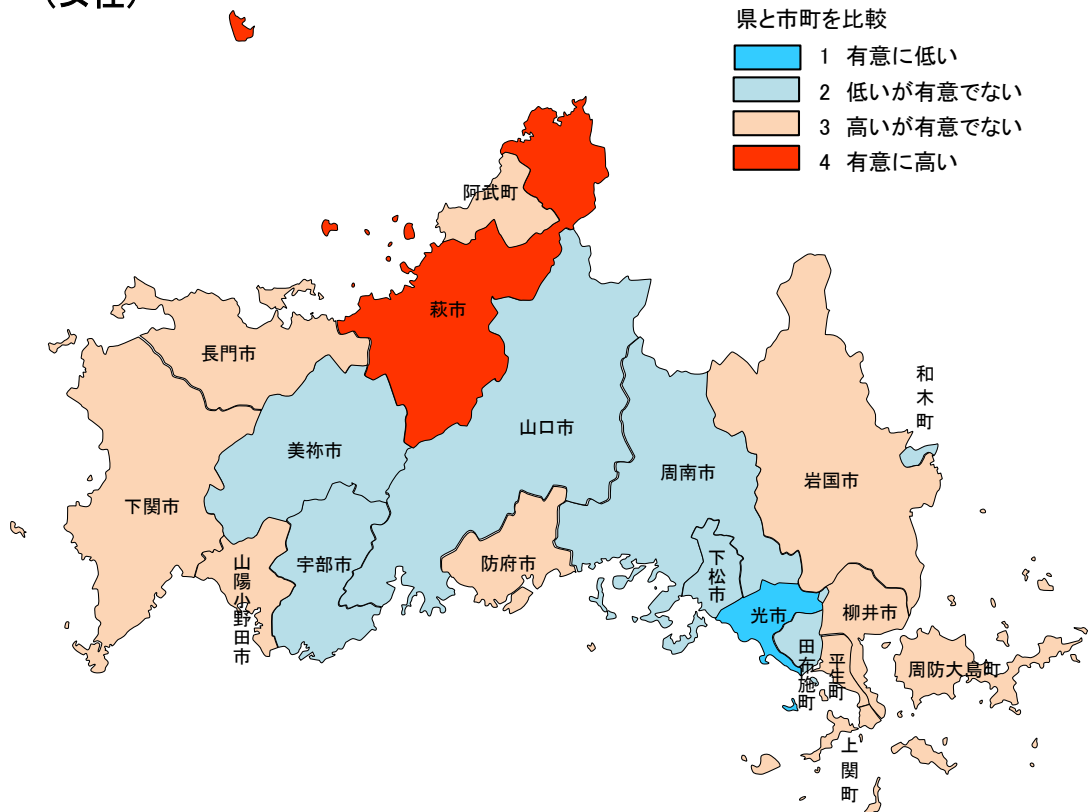 (女性)
県と市町を比較
1 有意に低い
2 低いが有意でない
3 高いが有意でない
4 有意に高い
阿武町
萩市
長門市
和木町
山口市
美祢市
周南市
岩国市
下関市
山陽小野田市
宇部市
防府市
下松市
光市
柳井市
田布施町
平生町
周防大島町
上関町